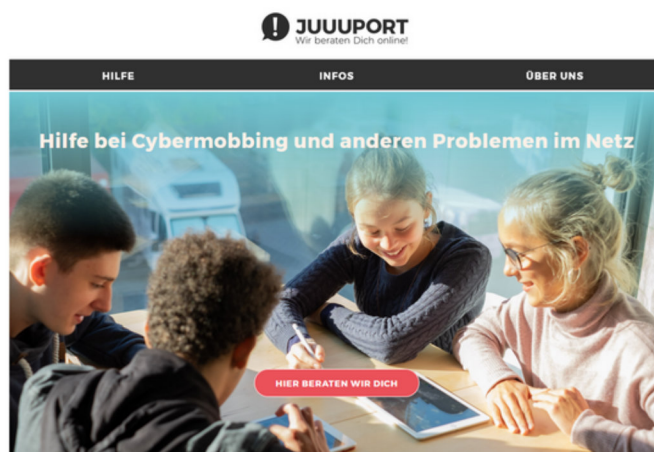 JUUUPORT
Wir beraten Dich online!
HILFE INFOS ÜBER UNS
Hilfe bei Cybermobbing und anderen Problemen im Netz
HIER BERATEN WIR DICH